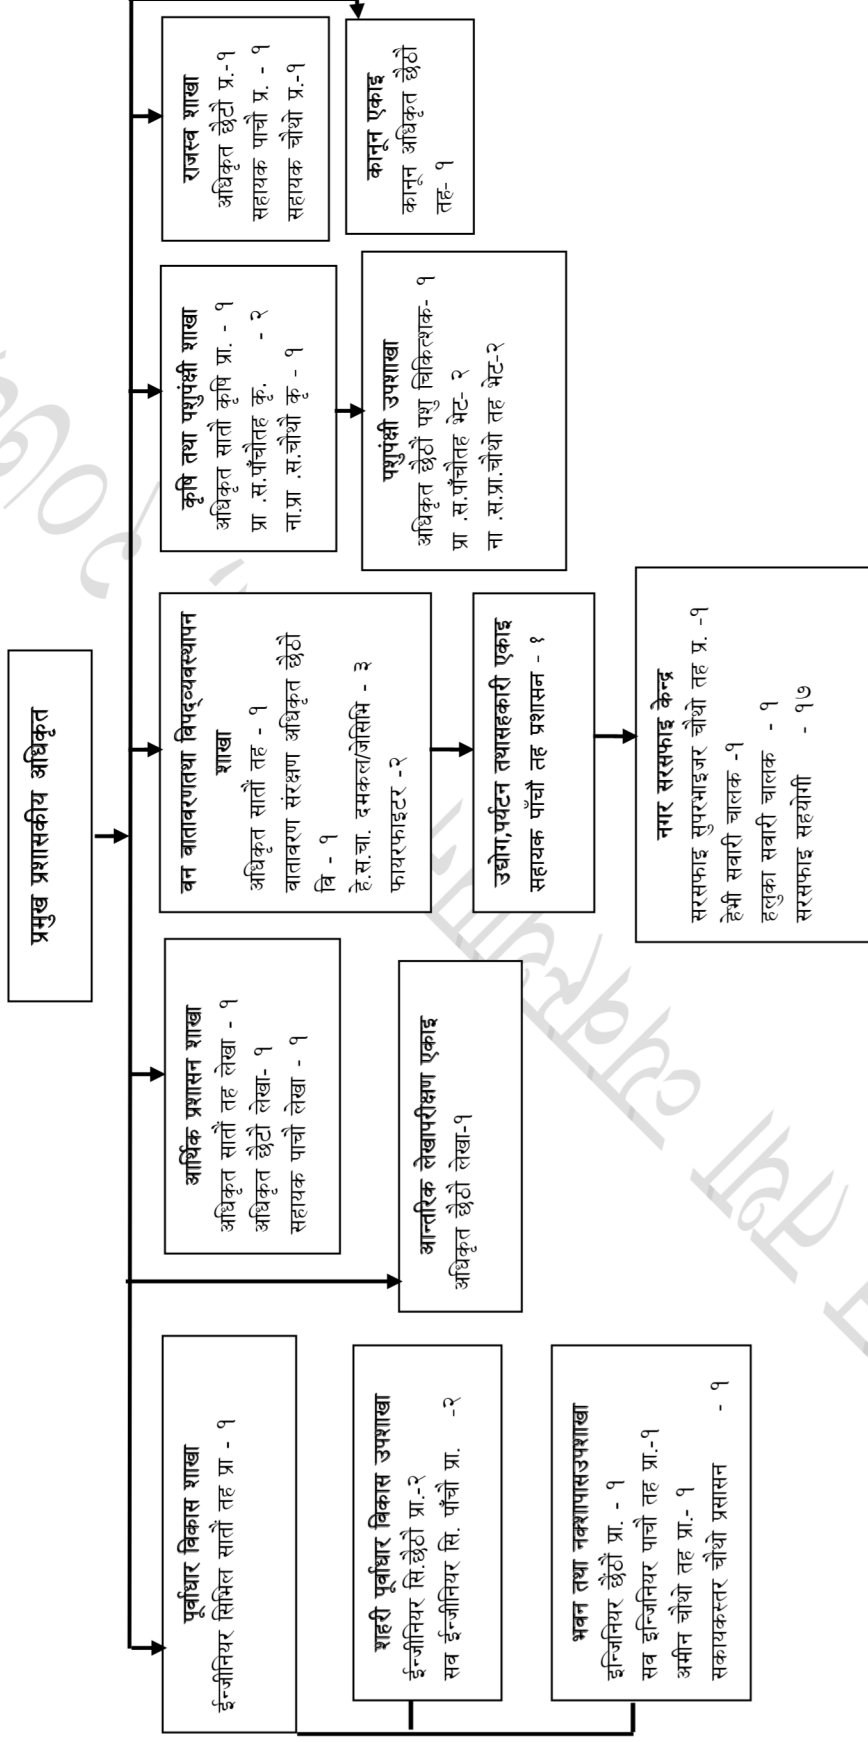 प्रमुख प्रशासकीय अधिकृत
पूर्वाधार विकास शाखा
ईन्जीनियर सिभिल सातौं तह प्रा - १
शहरी पूर्वाधार विकास उपशाखा
ईन्जीनियर सि.छैठौं प्रा.-२
सव ईन्जीनियर सि. पाँचौ प्रा. -२
भवन तथा नक्शापासउपशाखा
इन्जिनियर छैठौं प्रा. - १
सव इन्जिनियर पाचौ तह प्रा.-१
अमीन चौथो तह प्रा.- १
सकायकस्तर चौथो प्रसासन - १
आर्थिक प्रशासन शाखा
अधिकृत सातौं तह लेखा - १
अधिकृत छैटौं लेखा- १
सहायक पाचौ लेखा - १
आन्तरिक लेखापरीक्षण एकाइ
अधिकृत छैठौं लेखा-१
वन वातावरणतथा विपद्व्यवस्थापन
शाखा
अधिकृत सातौं तह - १
वातावरण संरक्षण अधिकृत छैठौं
वि - १
हे.स.चा. दमकल/जेसिभि - ३
फायरफाइटर -२
उद्योग,पर्यटन तथासहकारी एकाइ
सहायक पाँचौ तह प्रशासन - १
नगर सरसफाइ केन्द्र
सरसफाइ सुपरभाइजर चौथो तह प्र. -१
हेभी सवारी चालक -१
हलुका सवारी चालक - १
सरसफाइ सहयोगी - १७
कृषि तथा पशुपंक्षी शाखा
अधिकृत सातौ कृषि प्रा. - १
प्रा .स.पाँचौतह कृ. - २
ना.प्रा .स.चौथो कृ - १
पशुपंक्षी उपशाखा
अधिकृत छैठौं पशु चिकित्शक- १
प्रा .स.पाँचौतह भेट- २
ना .स.प्रा.चौथो तह भेट-२
राजस्व शाखा
अधिकृत छैटौ प्र.-१
सहायक पाचौ प्र. - १
सहायक चौथो प्र.-१
कानून एकाइ
कानून अधिकृत छैठौ
तह- १